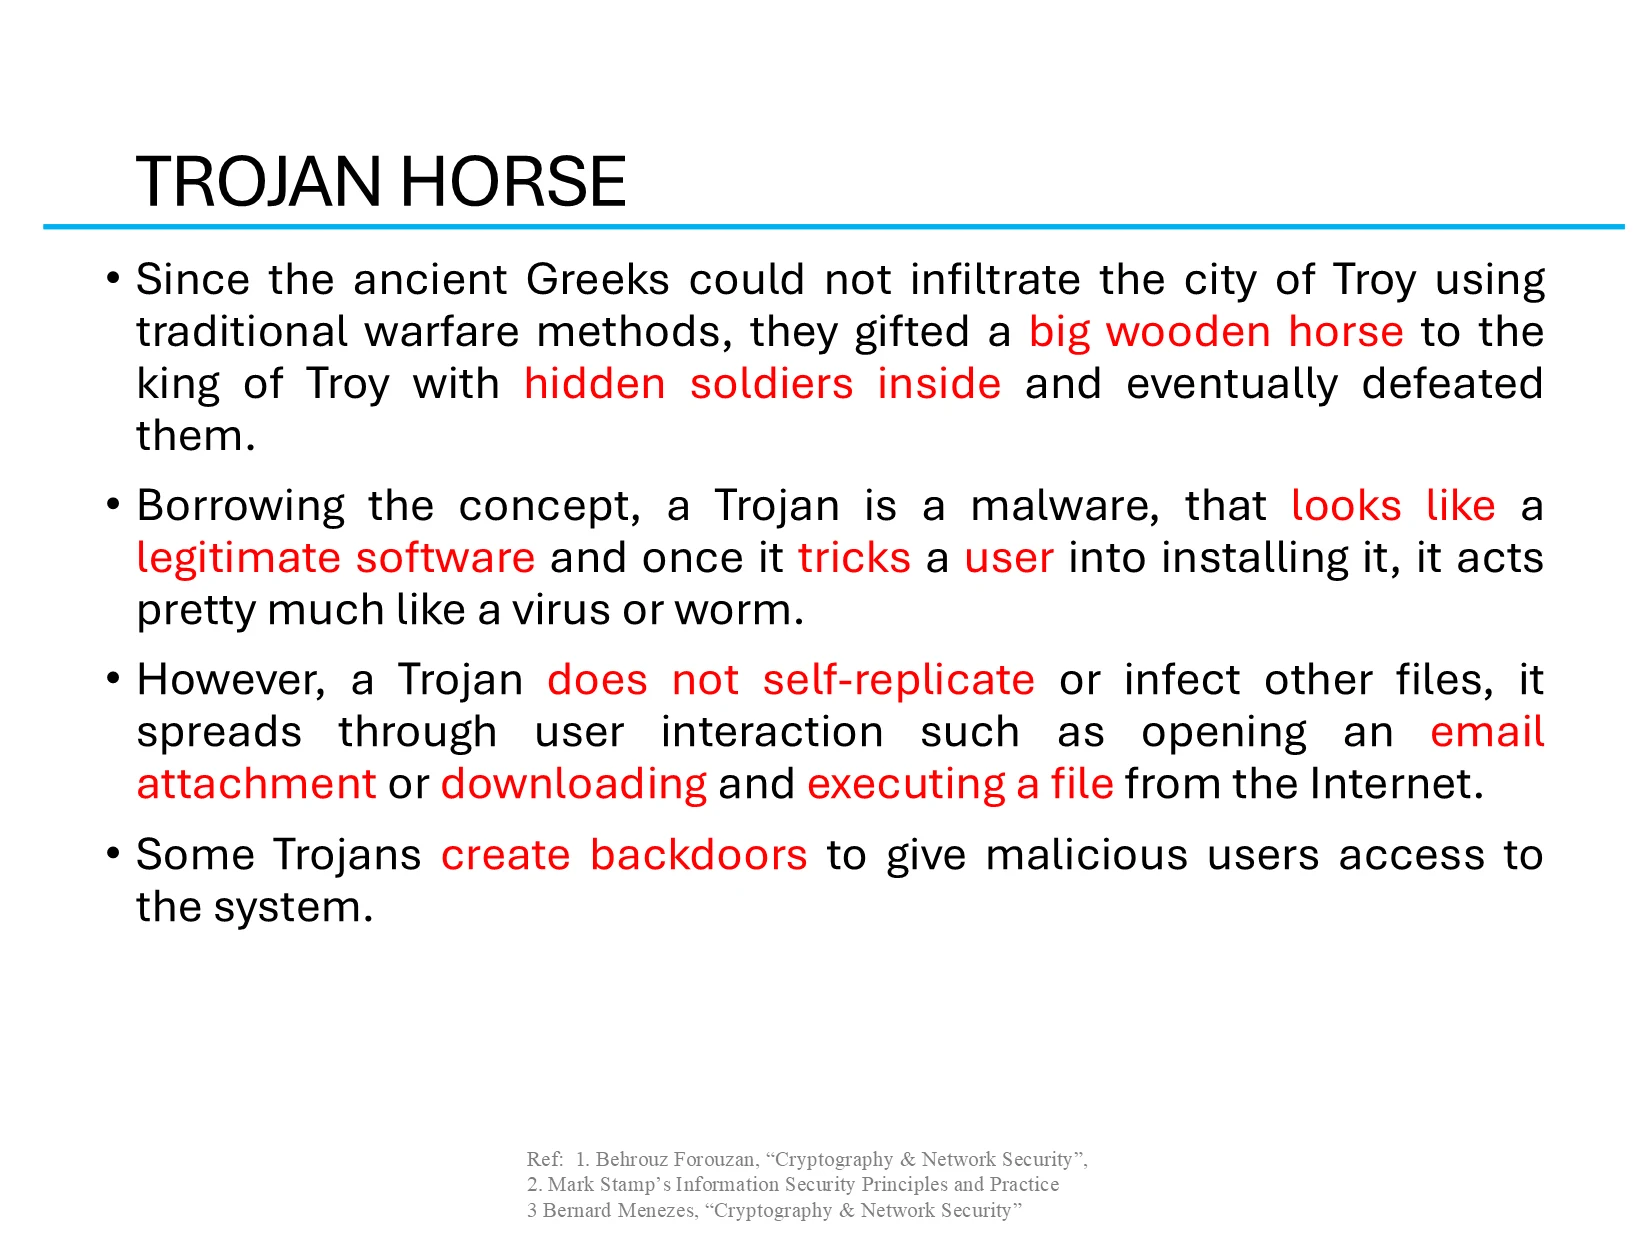 TROJAN HORSE
• Since the ancient Greeks could not infiltrate the city of Troy using
traditional warfare methods, they gifted a big wooden horse to the
king of Troy with hidden soldiers inside and eventually defeated
them.
• Borrowing the concept, a Trojan is a malware, that looks like a
legitimate software and once it tricks a user into installing it, it acts
pretty much like a virus or worm.
• However, a Trojan does not self-replicate or infect other files, it
spreads through user interaction such as opening an email
attachment or downloading and executing a file from the Internet.
• Some Trojans create backdoors to give malicious users access to
the system.
Ref:  1. Behrouz Forouzan, “Cryptography & Network Security”,
2. Mark Stamp’s Information Security Principles and Practice
3 Bernard Menezes, “Cryptography & Network Security”